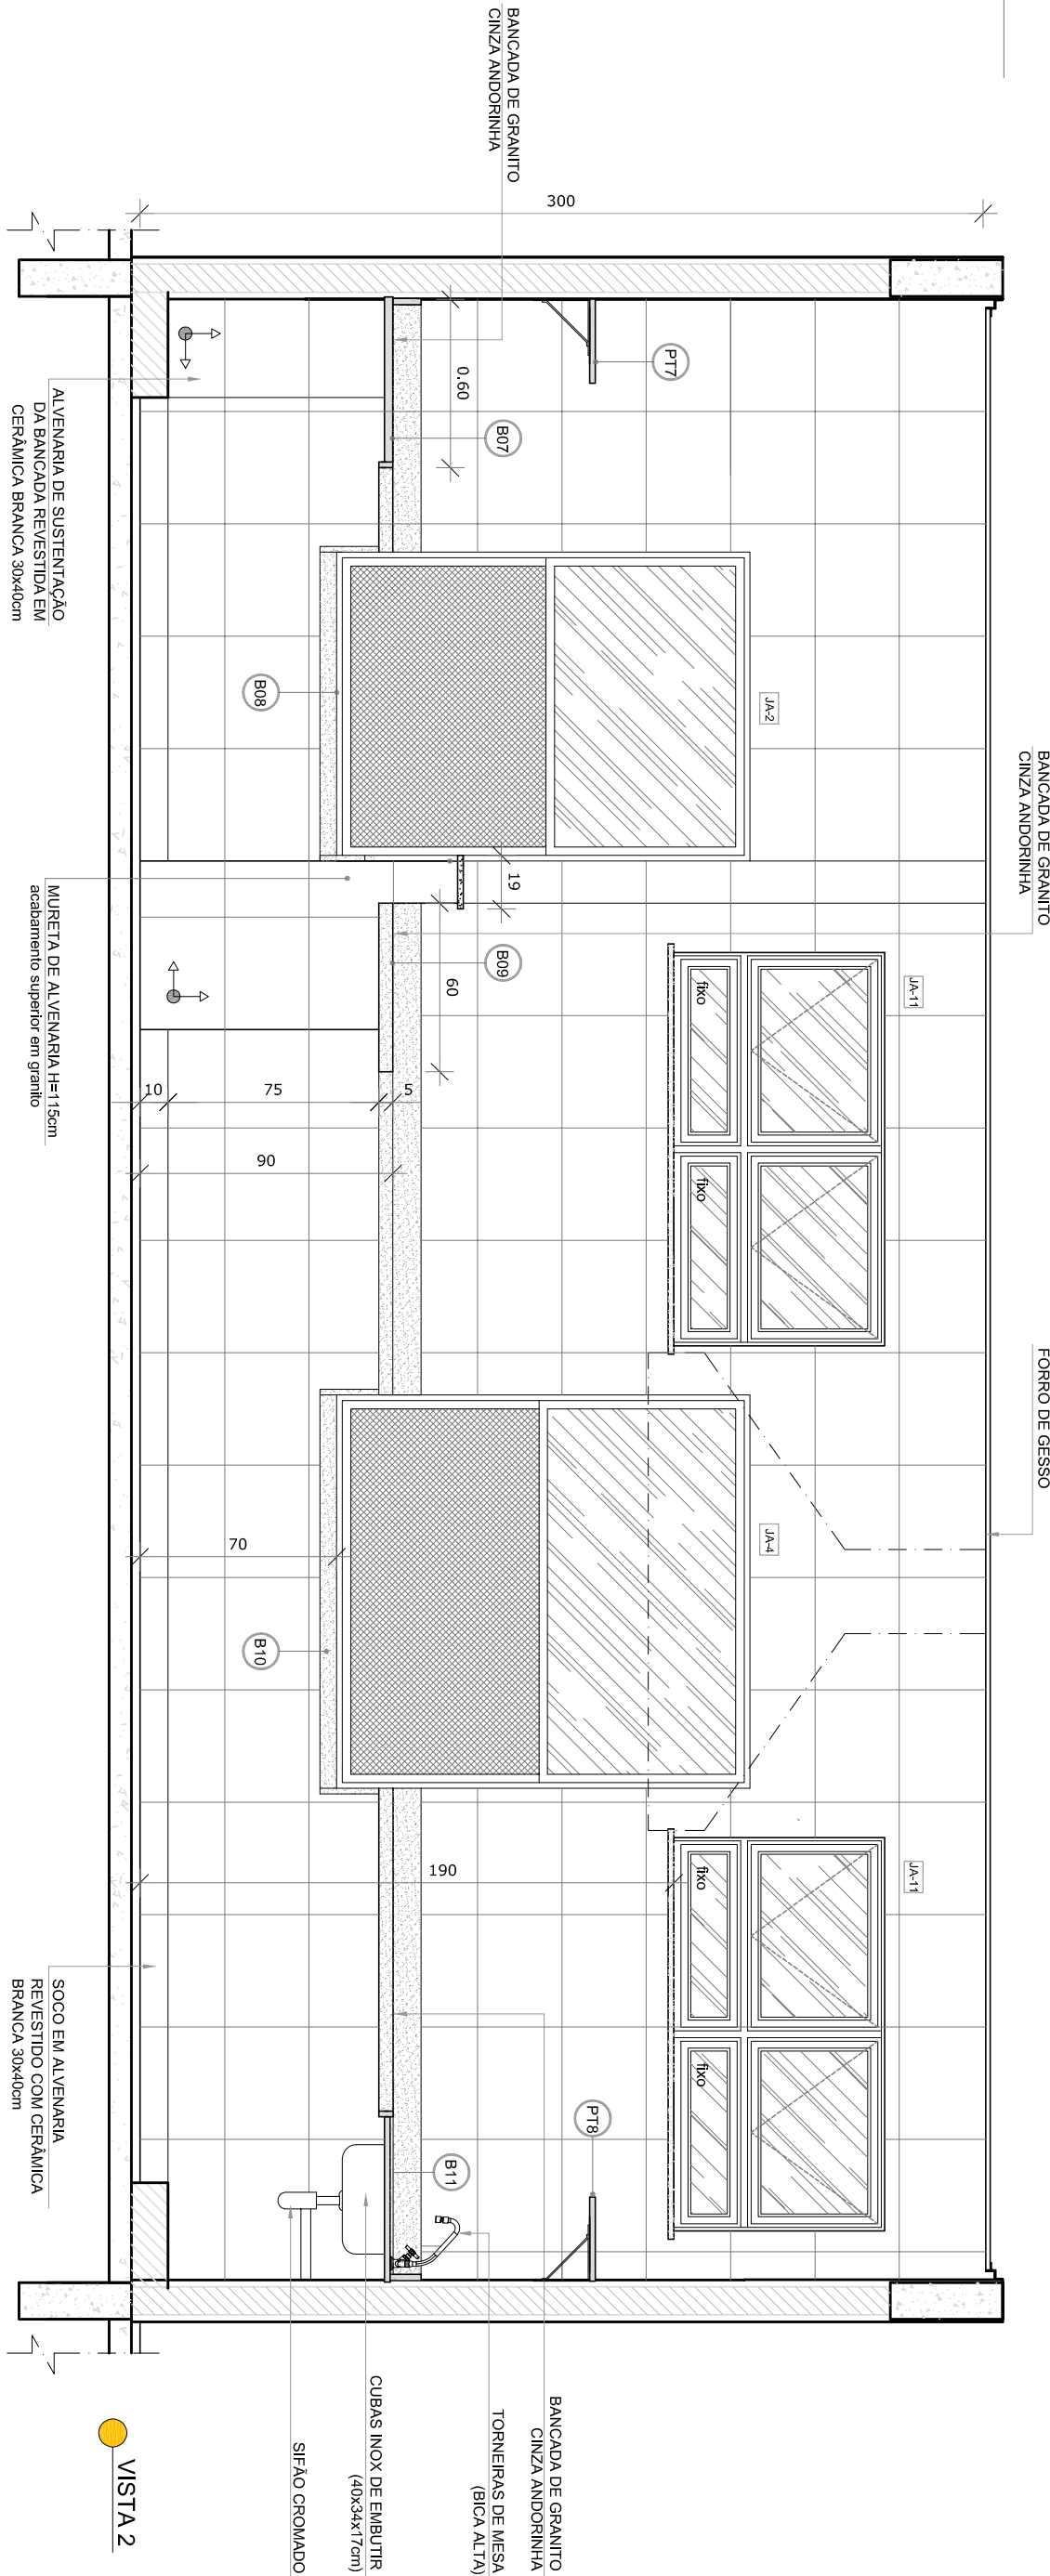 BANCADA DE GRANITO
CINZA ANDORINHA
BANCADA DE GRANITO
CINZA ANDORINHA
FORRO DE GESSO
300
PT7
0.60
B07
JA-2
B08
19
B09
60
JA-11
fixo
fixo
10
75
5
90
JA-4
70
B10
190
JA-11
fixo
fixo
PT8
B11
ALVENARIA DE SUSTENTAÇÃO
DA BANCADA REVESTIDA EM
CERÂMICA BRANCA 30x40cm
MURETA DE ALVENARIA H=115cm
acabamento superior em granito
SOCO EM ALVENARIA
REVESTIDO COM CERÂMICA
BRANCA 30x40cm
BANCADA DE GRANITO
CINZA ANDORINHA
TORNEIRAS DE MESA
(BICA ALTA)
CUBAS INOX DE EMBUTIR
(40x34x17cm)
SIFÃO CROMADO
VISTA 2